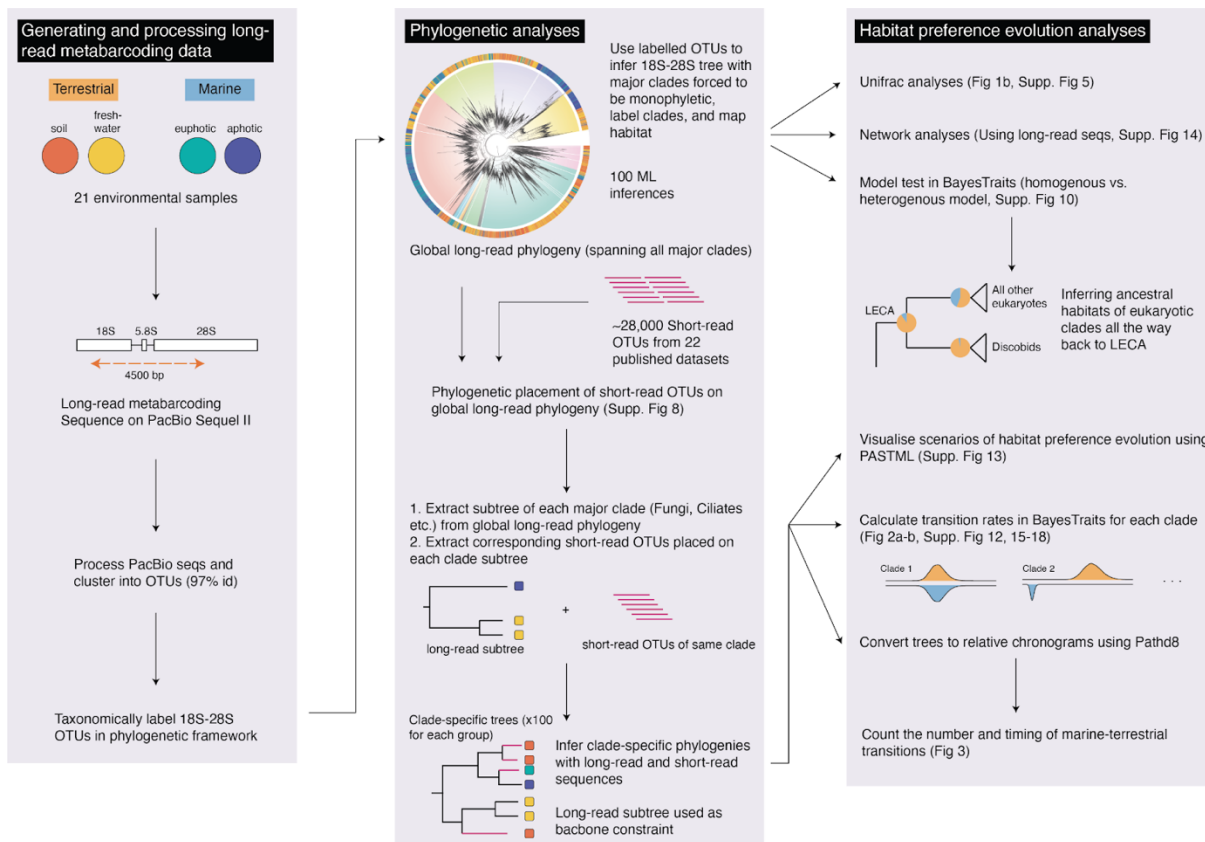 Generating and processing long-
read metabarcoding data
Terrestrial
Marine
soil
fresh-
water
euphotic
aphotic
21 environmental samples
18S
5.8S
28S
4500 bp
Long-read metabarcoding
Sequence on PacBio Sequel II
Process PacBio seqs and
cluster into OTUs (97% id)
Taxonomically label 18S-28S
OTUs in phylogenetic framework
Phylogenetic analyses
Use labelled OTUs to
infer 18S-28S tree with
major clades forced to
be monophyletic,
label clades, and map
habitat
100 ML
inferences
Global long-read phylogeny (spanning all major clades)
~28,000 Short-read
OTUs from 22
published datasets
Phylogenetic placement of short-read OTUs on
global long-read phylogeny (Supp. Fig 8)
1. Extract subtree of each major clade (Fungi, Ciliates
etc.) from global long-read phylogeny
2. Extract corresponding short-read OTUs placed on
each clade subtree
+
long-read subtree
short-read OTUs of same clade
Clade-specific trees (x100
for each group)
Infer clade-specific phylogenies
with long-read and short-read
sequences
Long-read subtree used as
backbone constraint
Habitat preference evolution analyses
Unifrac analyses (Fig 1b, Supp. Fig 5)
Network analyses (Using long-read seqs, Supp. Fig 14)
Model test in BayesTraits (homogenous vs.
heterogenous model, Supp. Fig 10)
LECA
All other
eukaryotes
Discobids
Inferring ancestral
habitats of eukaryotic
clades all the way
back to LECA
Visualise scenarios of habitat preference evolution using
PASTML (Supp. Fig 13)
Calculate transition rates in BayesTraits for each clade
(Fig 2a-b, Supp. Fig 12, 15-18)
Clade 1
Clade 2
. . .
Convert trees to relative chronograms using Pathd8
Count the number and timing of marine-terrestrial
transitions (Fig 3)